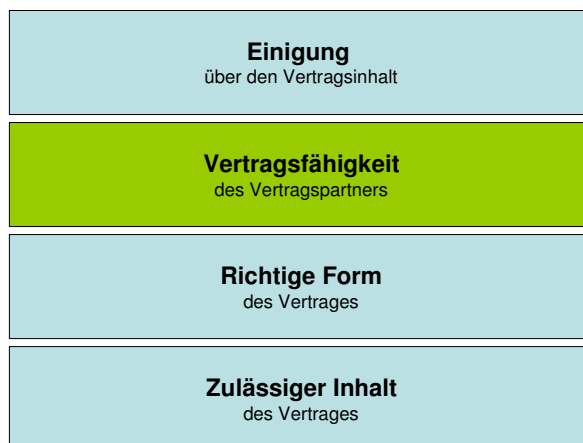 Einigung
über den Vertragsinhalt
Vertragsfähigkeit
des Vertragspartners
Richtige Form
des Vertrages
Zulässiger Inhalt
des Vertrages